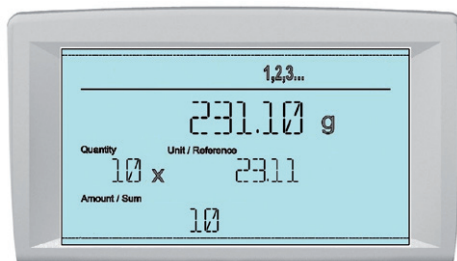 1,2,3...
231.10 g
Quantity Unit / Reference
10 x 23.11
Amount / Sum
10